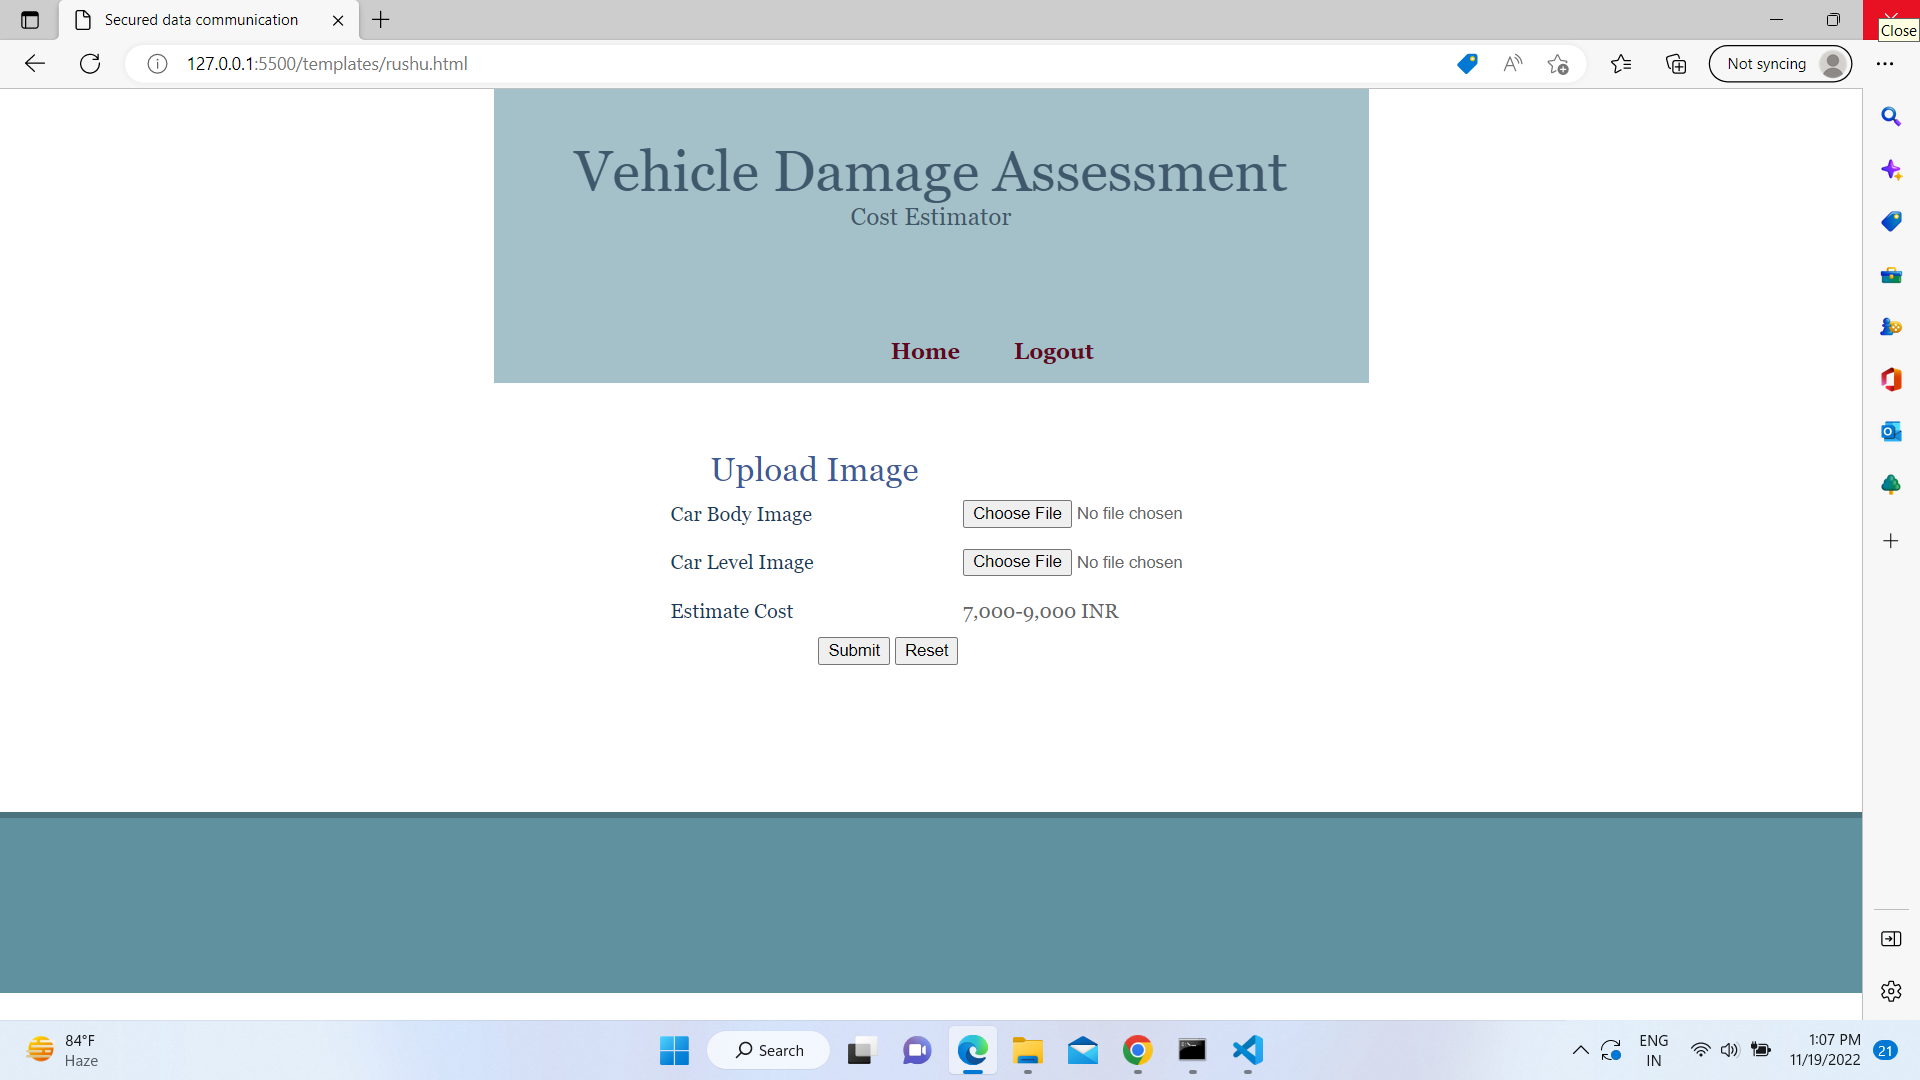 Secured data communication
Close
127.0.0.1:5500/templates/rushu.html
Not syncing
Vehicle Damage Assessment
Cost Estimator
Home Logout
Upload Image
Car Body Image Choose File No file chosen
Car Level Image Choose File No file chosen
Estimate Cost 7,000-9,000 INR
Submit Reset
84°F
Haze
Search
ENG
IN
1:07 PM
11/19/2022
21